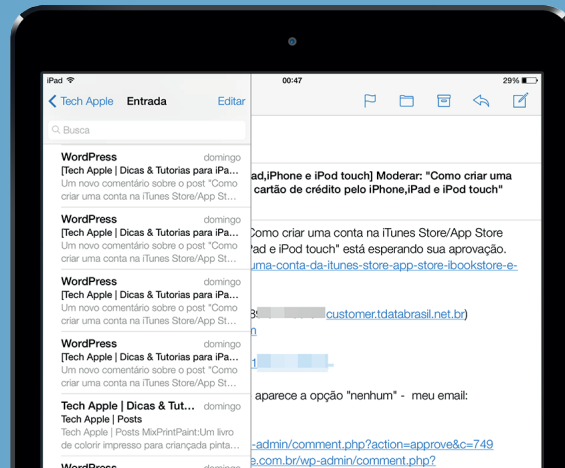 iPad 00:47 29%
Tech Apple Entrada Editar
Busca
WordPress domingo
[Tech Apple | Dicas & Tutorias para iPa...
Um novo comentário sobre o post "Como
criar uma conta na iTunes Store/App St...
WordPress domingo
[Tech Apple | Dicas & Tutorias para iPa...
Um novo comentário sobre o post "Como
criar uma conta na iTunes Store/App St...
WordPress domingo
[Tech Apple | Dicas & Tutorias para iPa...
Um novo comentário sobre o post "Como
criar uma conta na iTunes Store/App St...
WordPress domingo
[Tech Apple | Dicas & Tutorias para iPa...
Um novo comentário sobre o post "Como
criar uma conta na iTunes Store/App St...
Tech Apple | Dicas & Tut... domingo
Tech Apple | Posts
Tech Apple | Posts MixPrintPaint:Um livro
de colorir impresso para criançada pinta...
WordPress domingo
ad,iPhone e iPod touch] Moderar: "Como criar uma
cartão de crédito pelo iPhone,iPad e iPod touch"
Como criar uma conta na iTunes Store/App Store
Pad e iPod touch" está esperando sua aprovação.
uma-conta-da-itunes-store-app-store-ibookstore-e-
customer.tdatabrasil.net.br)
aparece a opção "nenhum" - meu email:
-admin/comment.php?action=approve&c=749
e.com.br/wp-admin/comment.php?